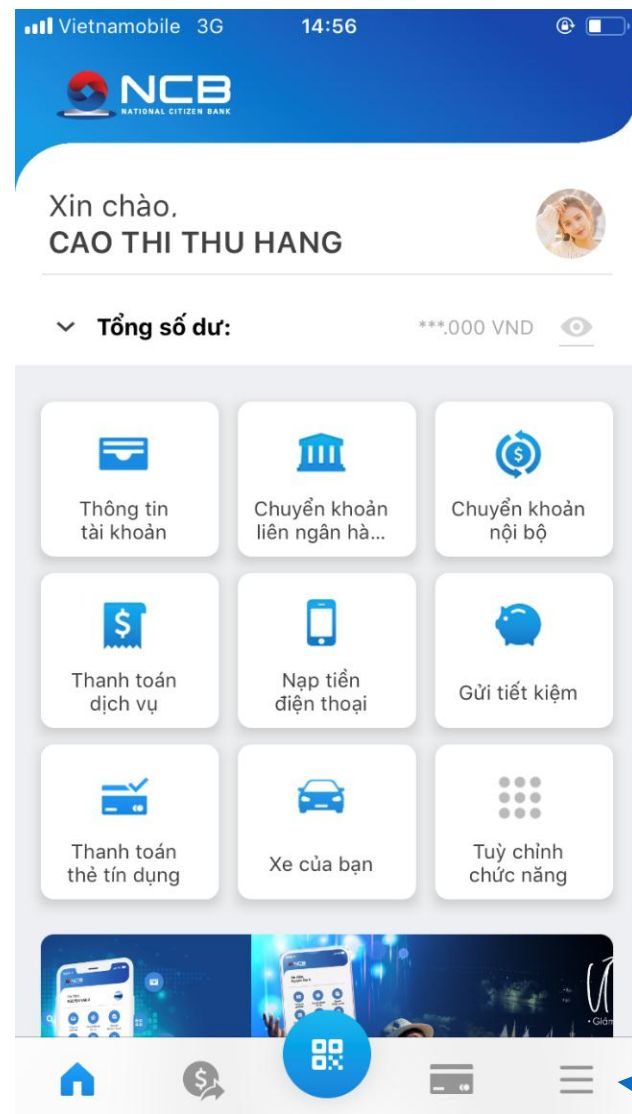 Vietnamobile 3G 14:56
NCB
NATIONAL CITIZEN BANK
Xin chào,
CAO THI THU HANG
Tổng số dư: ***.000 VND
Thông tin
tài khoản
Chuyển khoản
liên ngân hà...
Chuyển khoản
nội bộ
Thanh toán
dịch vụ
Nạp tiền
điện thoại
Gửi tiết kiệm
Thanh toán
thẻ tín dụng
Xe của bạn
Tuỳ chỉnh
chức năng